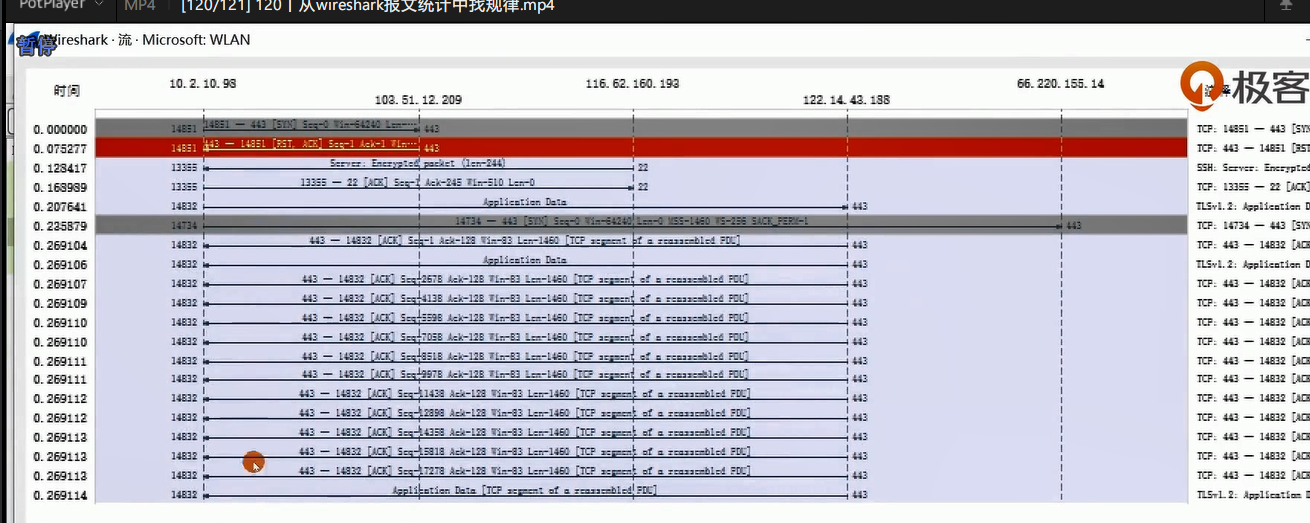 PotPlayer MP4 [120/121] 120丨从wireshark报文统计中找规律.mp4
暂停
Wireshark · 流 · Microsoft: WLAN
极客
时间 10.2.10.98 103.51.12.209 116.62.160.193 122.14.43.188 66.220.155.14
0.000000 14851 14851 — 443 [SYN] Seq-0 Win-64240 Len-… 443 TCP: 14851 — 443 [SYN
0.075277 14851 443 — 14851 [RST, ACK] Seq-1 Ack-1 Win-… 443 TCP: 443 — 14851 [RST
0.128417 13355 Server: Encrypted packet (len-244) 22 SSH: Server: Encrypted
0.168989 13355 13355 — 22 [ACK] Seq-1 Ack-245 Win-510 Len-0 22 TCP: 13355 — 22 [ACK]
0.207641 14832 Application Data 443 TLSv1.2: Application D
0.235879 14734 14734 — 443 [SYN] Seq-0 Win-64240 Len-0 MSS-1460 WS-256 SACK_PERM-1 443 TCP: 14734 — 443 [SYN
0.269104 14832 443 — 14832 [ACK] Seq-1 Ack-128 Win-83 Len-1460 [TCP segment of a reassembled PDU] 443 TCP: 443 — 14832 [ACK
0.269106 14832 Application Data 443 TLSv1.2: Application D
0.269107 14832 443 — 14832 [ACK] Seq-2678 Ack-128 Win-83 Len-1460 [TCP segment of a reassembled PDU] 443 TCP: 443 — 14832 [ACK
0.269109 14832 443 — 14832 [ACK] Seq-4138 Ack-128 Win-83 Len-1460 [TCP segment of a reassembled PDU] 443 TCP: 443 — 14832 [ACK
0.269110 14832 443 — 14832 [ACK] Seq-5598 Ack-128 Win-83 Len-1460 [TCP segment of a reassembled PDU] 443 TCP: 443 — 14832 [ACK
0.269110 14832 443 — 14832 [ACK] Seq-7058 Ack-128 Win-83 Len-1460 [TCP segment of a reassembled PDU] 443 TCP: 443 — 14832 [ACK
0.269111 14832 443 — 14832 [ACK] Seq-8518 Ack-128 Win-83 Len-1460 [TCP segment of a reassembled PDU] 443 TCP: 443 — 14832 [ACK
0.269111 14832 443 — 14832 [ACK] Seq-9978 Ack-128 Win-83 Len-1460 [TCP segment of a reassembled PDU] 443 TCP: 443 — 14832 [ACK
0.269112 14832 443 — 14832 [ACK] Seq-11438 Ack-128 Win-83 Len-1460 [TCP segment of a reassembled PDU] 443 TCP: 443 — 14832 [ACK
0.269112 14832 443 — 14832 [ACK] Seq-12898 Ack-128 Win-83 Len-1460 [TCP segment of a reassembled PDU] 443 TCP: 443 — 14832 [ACK
0.269113 14832 443 — 14832 [ACK] Seq-14358 Ack-128 Win-83 Len-1460 [TCP segment of a reassembled PDU] 443 TCP: 443 — 14832 [ACK
0.269113 14832 443 — 14832 [ACK] Seq-15818 Ack-128 Win-83 Len-1460 [TCP segment of a reassembled PDU] 443 TCP: 443 — 14832 [ACK
0.269113 14832 443 — 14832 [ACK] Seq-17278 Ack-128 Win-83 Len-1460 [TCP segment of a reassembled PDU] 443 TCP: 443 — 14832 [ACK
0.269114 14832 Application Data [TCP segment of a reassembled PDU] 443 TLSv1.2: Application D